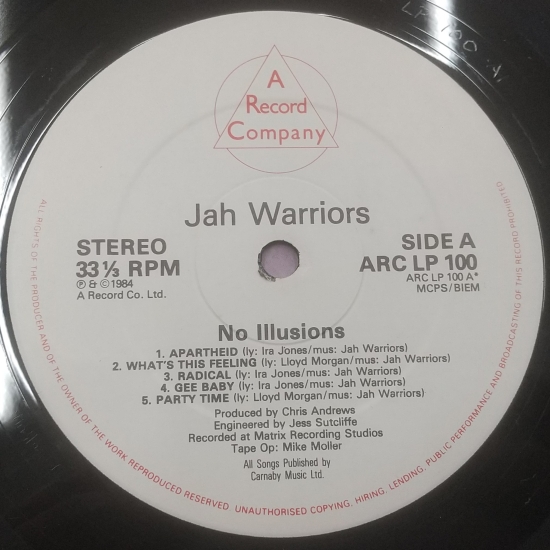 A
Record
Company
Jah Warriors
STEREO
33 ⅓ RPM
℗ & © 1984
A Record Co. Ltd.
SIDE A
ARC LP 100
ARC LP 100 A*
MCPS/BIEM
No Illusions
1. APARTHEID (ly: Ira Jones/mus: Jah Warriors)
2. WHAT'S THIS FEELING (ly: Lloyd Morgan/mus: Jah Warriors)
3. RADICAL (ly: Ira Jones/mus: Jah Warriors)
4. GEE BABY (ly: Ira Jones/mus: Jah Warriors)
5. PARTY TIME (ly: Lloyd Morgan/mus: Jah Warriors)
Produced by Chris Andrews
Engineered by Jess Sutcliffe
Recorded at Matrix Recording Studios
Tape Op: Mike Moller
All Songs Published by
Carnaby Music Ltd.
ALL RIGHTS OF THE PRODUCER AND OF THE OWNER OF THE WORK REPRODUCED RESERVED. UNAUTHORISED COPYING, HIRING, LENDING, PUBLIC PERFORMANCE AND BROADCASTING OF THIS RECORD PROHIBITED